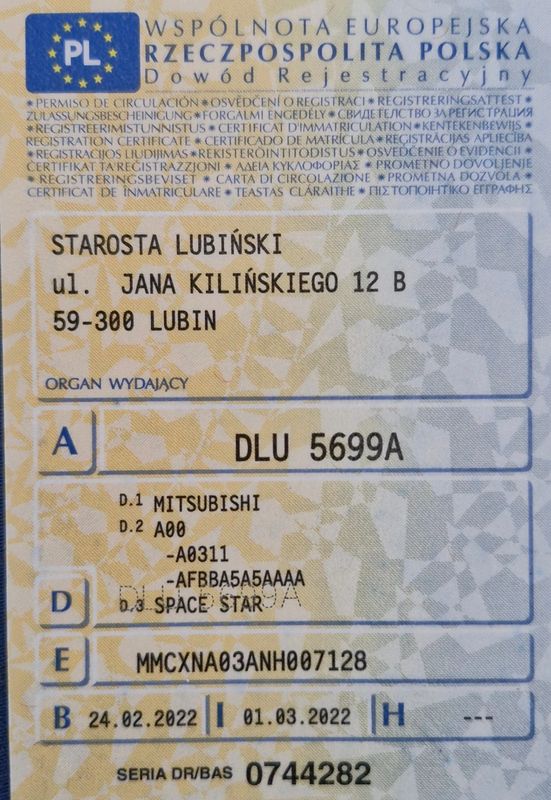 PL
WSPÓLNOTA EUROPEJSKA
RZECZPOSPOLITA POLSKA
Dowód Rejestracyjny
* PERMISO DE CIRCULACIÓN * OSVĚDČENÍ O REGISTRACI * REGISTRERINGSATTEST *
ZULASSUNGSBESCHEINIGUNG * FORGALMI ENGEDÉLY * СВИДЕТЕЛСТВО ЗА РЕГИСТРАЦИЯ
* REGISTREERIMISTUNNISTUS * CERTIFICAT D'IMMATRICULATION * KENTEKENBEWIJS
REGISTRATION CERTIFICATE * CERTIFICADO DE MATRÍCULA * REĢISTRĀCIJAS APLIECĪBA
* REGISTRACIJOS LIUDIJIMAS * REKISTERÖINTITODISTUS * OSVEDČENIE O EVIDENCII *
ĊERTIFIKAT TA' REĠISTRAZZJONI * ΑΔΕΙΑ ΚΥΚΛΟΦΟΡΙΑΣ * PROMETNO DOVOLJENJE
* REGISTRERINGSBEVISET * CARTA DI CIRCOLAZIONE * PROMETNA DOZVOLA *
CERTIFICAT DE ÎNMATRICULARE * TEASTAS CLÁRAITHE * ΠΙΣΤΟΠΟΙΗΤΙΚΟ ΕΓΓΡΑΦΗΣ
STAROSTA LUBIŃSKI
ul. JANA KILIŃSKIEGO 12 B
59-300 LUBIN
ORGAN WYDAJĄCY
A DLU 5699A
D.1 MITSUBISHI
D.2 A00
-A0311
-AFBBA5A5AAAA
DLU 5699A
D D.3 SPACE STAR
E MMCXNA03ANH007128
B 24.02.2022 I 01.03.2022 H ---
SERIA DR/BAS 0744282